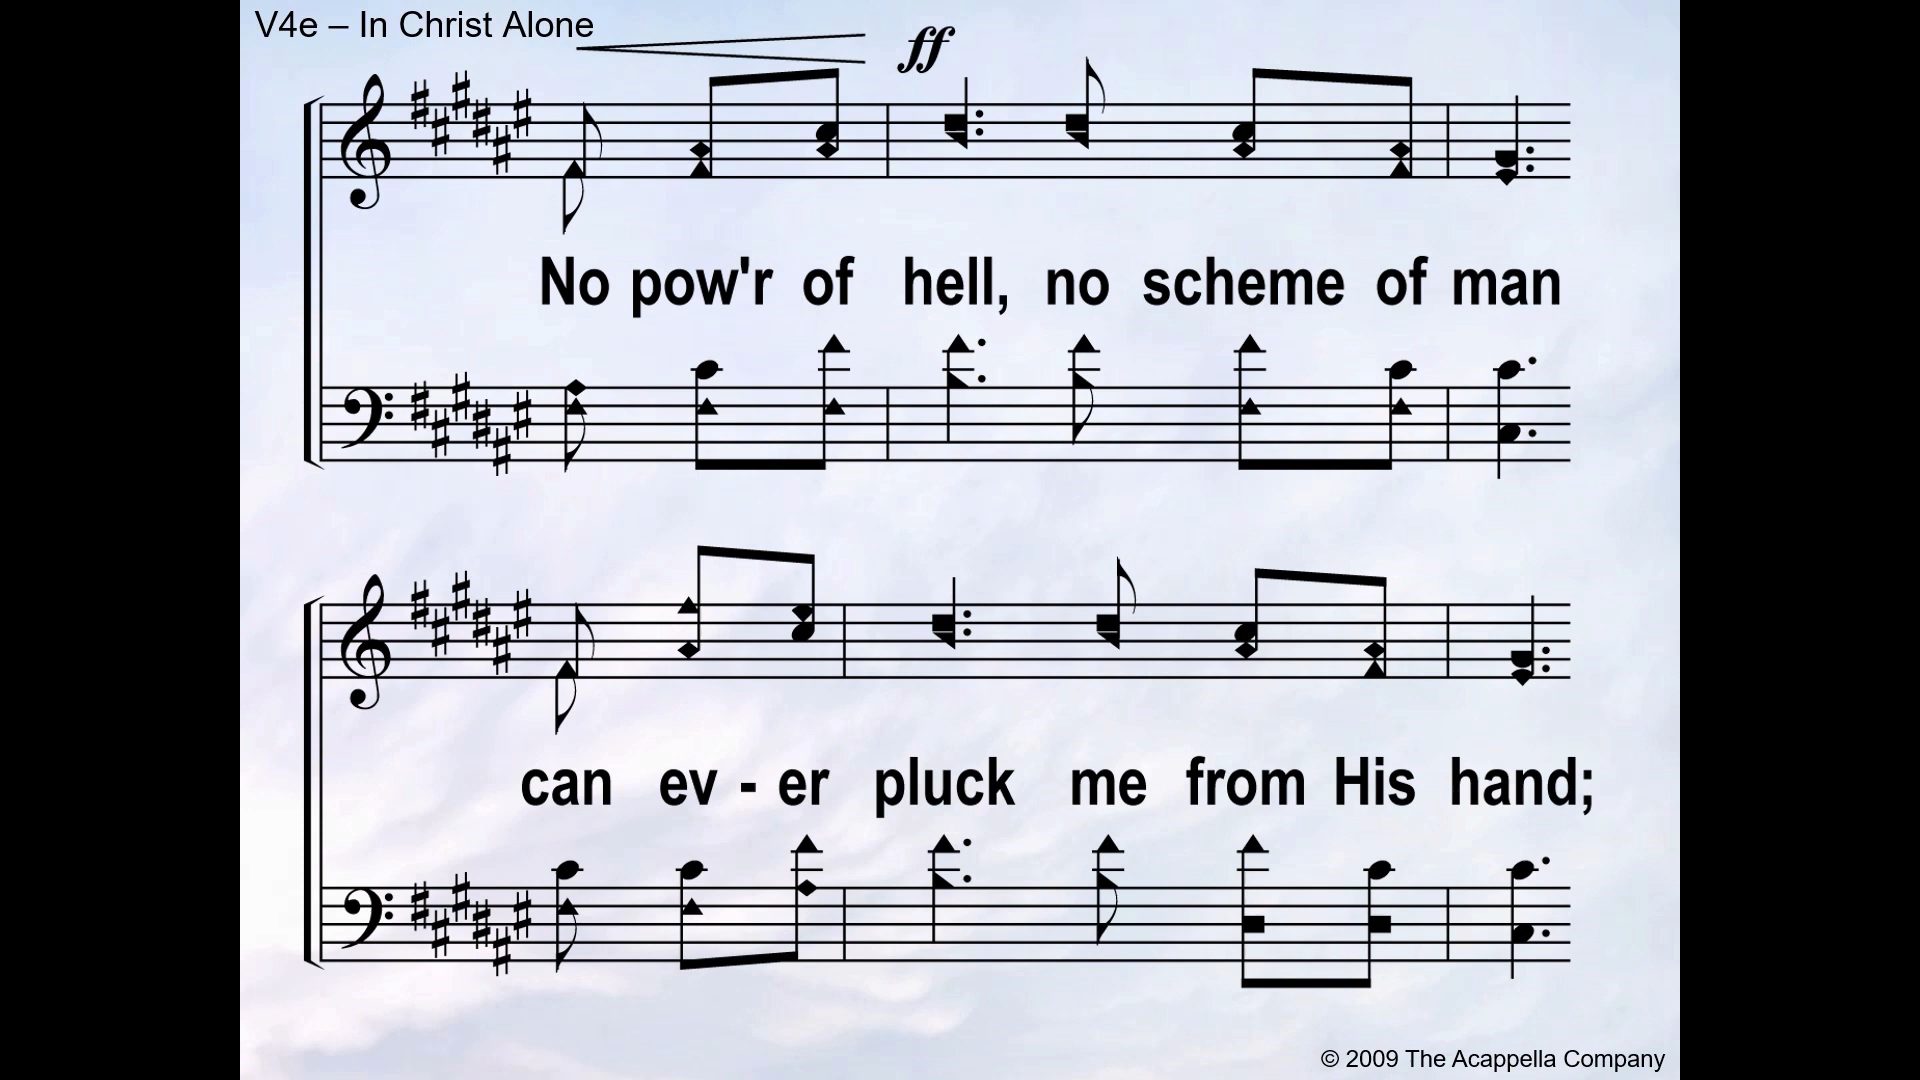 V4e – In Christ Alone
ff
No pow'r of hell, no scheme of man
can ev - er pluck me from His hand;
© 2009 The Acappella Company